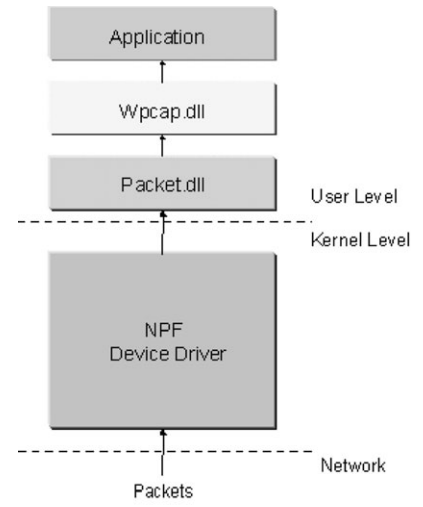 Application
Wpcap.dll
Packet.dll
User Level
Kernel Level
NPF
Device Driver
Network
Packets